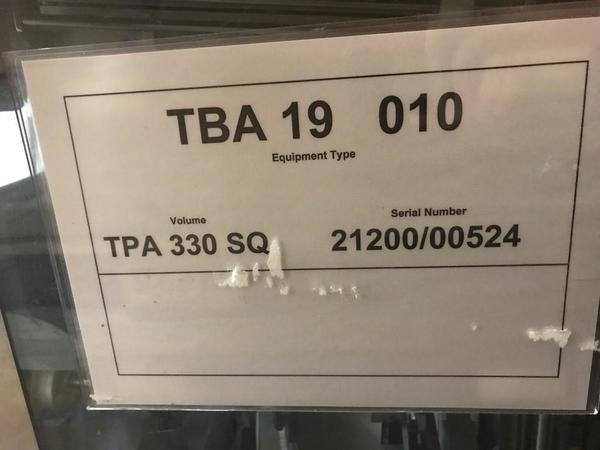 TBA 19 010
Equipment Type
Volume Serial Number
TPA 330 SQ 21200/00524